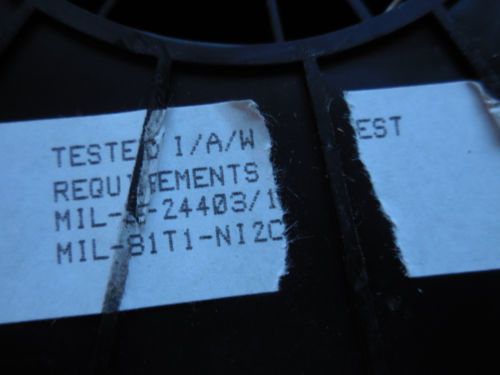 TESTED I/A/W EST
REQUIREMENTS
MIL-S-24403/1
MIL-81T1-NI2C